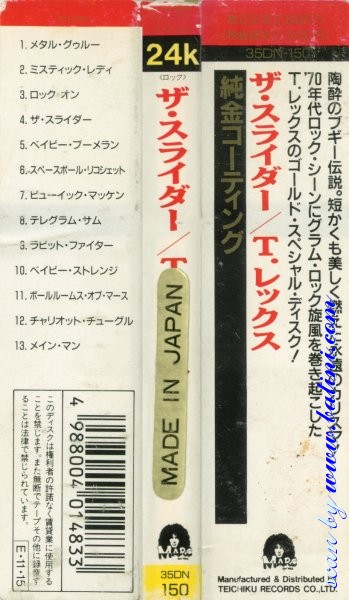 1. メタル・グゥルー
2. ミスティック・レディ
3. ロック オン
4. ザ・スライダー
5. ベイビー・ブーメラン
6. スペースボール・リコシェット
7. ビューイック・マッケン
8. テレグラム・サム
9. ラビット・ファイター
10. ベイビー・ストレンジ
11. ボールルームス・オブ・マース
12. チャリオット・チューグル
13. メイン・マン
4 988004 014833
このディスクは権利者の許諾なく賃貸業に使用する
ことを禁じます。また無断でテープその他に録音す
ることは法律で禁じられています。
E・11・15
24k
(ロック)
ザ・スライダー/T.
MADE IN JAPAN
MARC
35DN
150
35DN-150
純金コーティング
ザ・スライダー/T.レックス
陶酔のブギー伝説。短かくも美しく燃えた永遠のカリスマ
'70年代ロック・シーンにグラム・ロック旋風を巻き起こした
T.レックスのゴールド・スペシャル・ディスク!
MARC
Manufactured & Distributed
TEICHIKU RECORDS CO.,LTD.